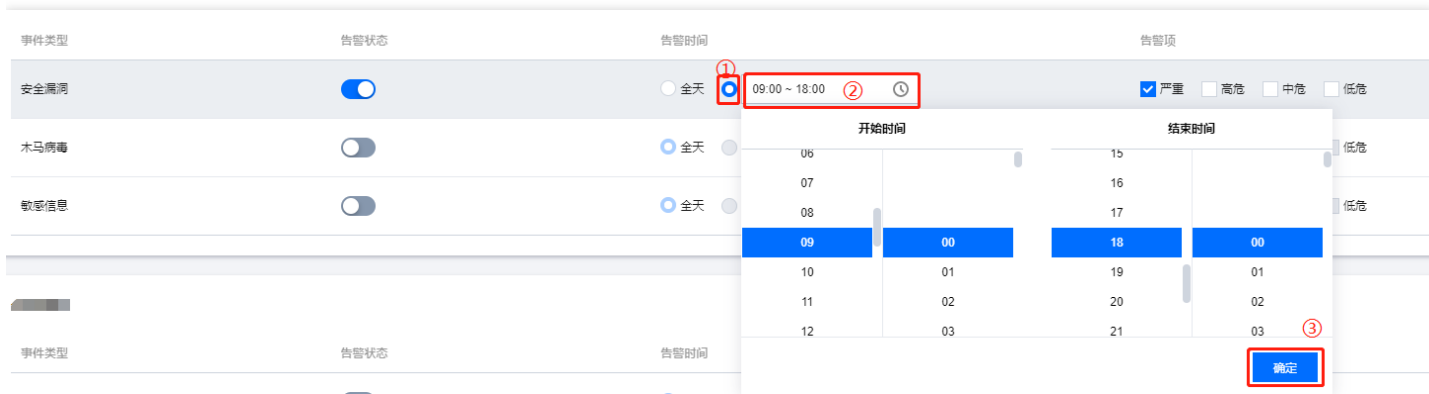 事件类型 告警状态 告警时间 告警项
①
安全漏洞 全天 09:00 ~ 18:00 ② 严重 高危 中危 低危
开始时间 结束时间
木马病毒 全天 低危
06 15
07 16
敏感信息 全天 低危
08 17
09 00 18 00
10 01 19 01
11 02 20 02
12 03 21 03 ③
事件类型 告警状态 告警时间
确定